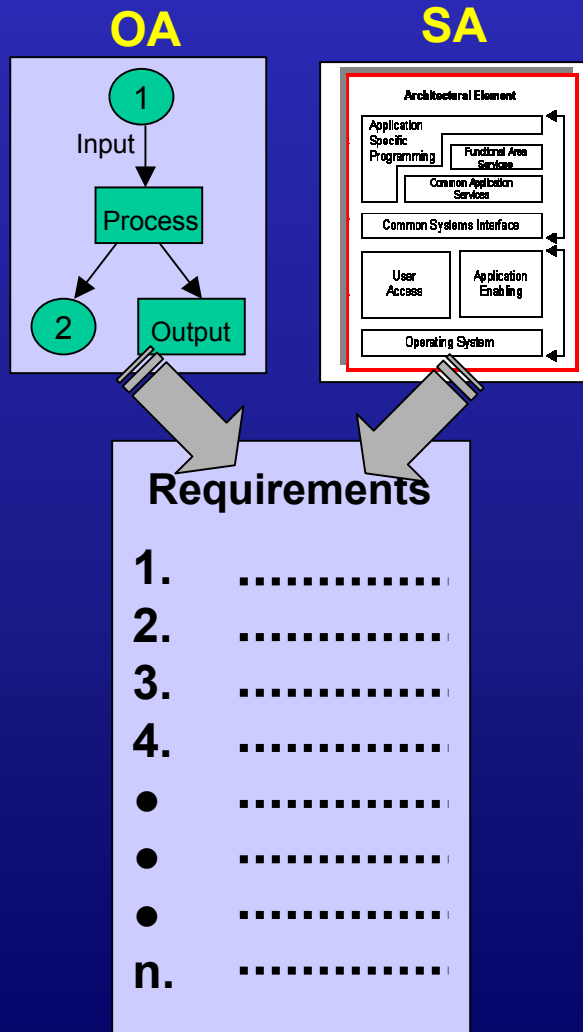 OA
1
Input
Process
2
Output
SA
Architectural Element
Application
Specific
Programming
Functional Area
Services
Common Application
Services
Common Systems Interface
User
Access
Application
Enabling
Operating System
Requirements
1. .............
2. .............
3. .............
4. .............
● .............
● .............
● .............
n. .............